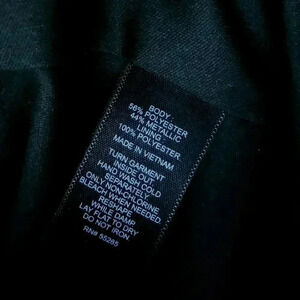 BODY:
56% POLYESTER
44% METALLIC
LINING:
100% POLYESTER
MADE IN VIETNAM
TURN GARMENT
INSIDE OUT
HAND WASH COLD
SEPARATELY.
ONLY NON-CHLORINE
BLEACH WHEN NEEDED.
RESHAPE
WHILE DAMP.
LAY FLAT TO DRY.
DO NOT IRON.
RN# 55285